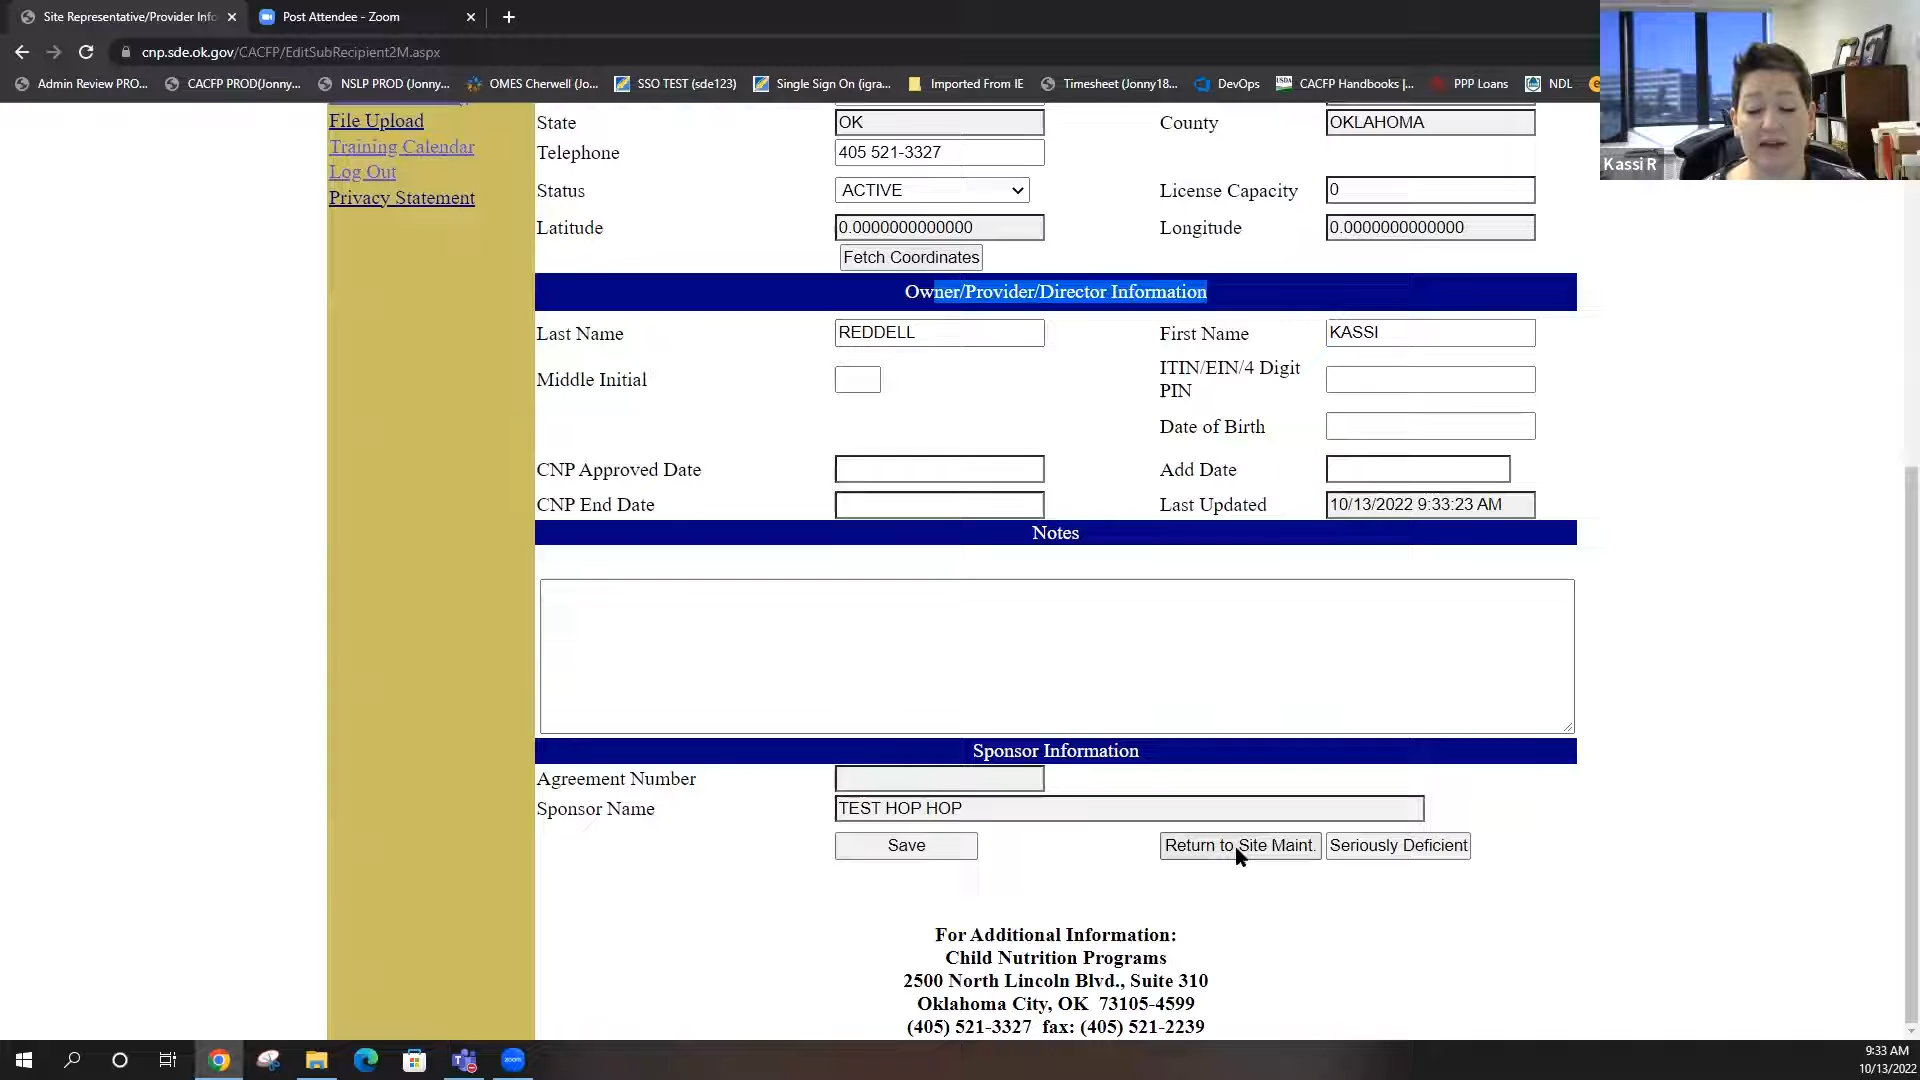 Site Representative/Provider Info
Post Attendee - Zoom
cnp.sde.ok.gov/CACFP/EditSubRecipient2M.aspx
Admin Review PRO...
CACFP PROD(Jonny,...
NSLP PROD (Jonny,...
OMES Cherwell (Jo...
SSO TEST (sde123)
Single Sign On (igra...
Imported From IE
Timesheet (Jonny18...
DevOps
CACFP Handbooks |...
PPP Loans
NDL
Kassi R
File Upload
Training Calendar
Log Out
Privacy Statement
State OK County OKLAHOMA
Telephone 405 521-3327
Status ACTIVE License Capacity 0
Latitude 0.0000000000000 Longitude 0.0000000000000
Fetch Coordinates
Owner/Provider/Director Information
Last Name REDDELL First Name KASSI
Middle Initial ITIN/EIN/4 Digit
PIN
Date of Birth
CNP Approved Date Add Date
CNP End Date Last Updated 10/13/2022 9:33:23 AM
Notes
Sponsor Information
Agreement Number
Sponsor Name TEST HOP HOP
Save Return to Site Maint. Seriously Deficient
For Additional Information:
Child Nutrition Programs
2500 North Lincoln Blvd., Suite 310
Oklahoma City, OK 73105-4599
(405) 521-3327 fax: (405) 521-2239
zoom
9:33 AM
10/13/2022